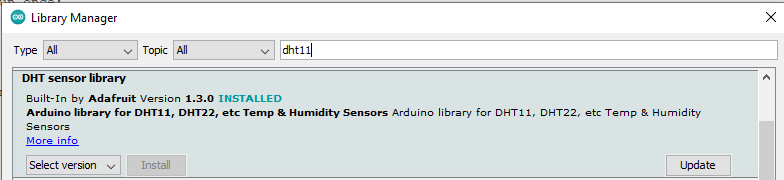 Library Manager
Type All Topic All dht11
DHT sensor library
Built-In by Adafruit Version 1.3.0 INSTALLED
Arduino library for DHT11, DHT22, etc Temp & Humidity Sensors Arduino library for DHT11, DHT22, etc Temp & Humidity
Sensors
More info
Select version Install Update